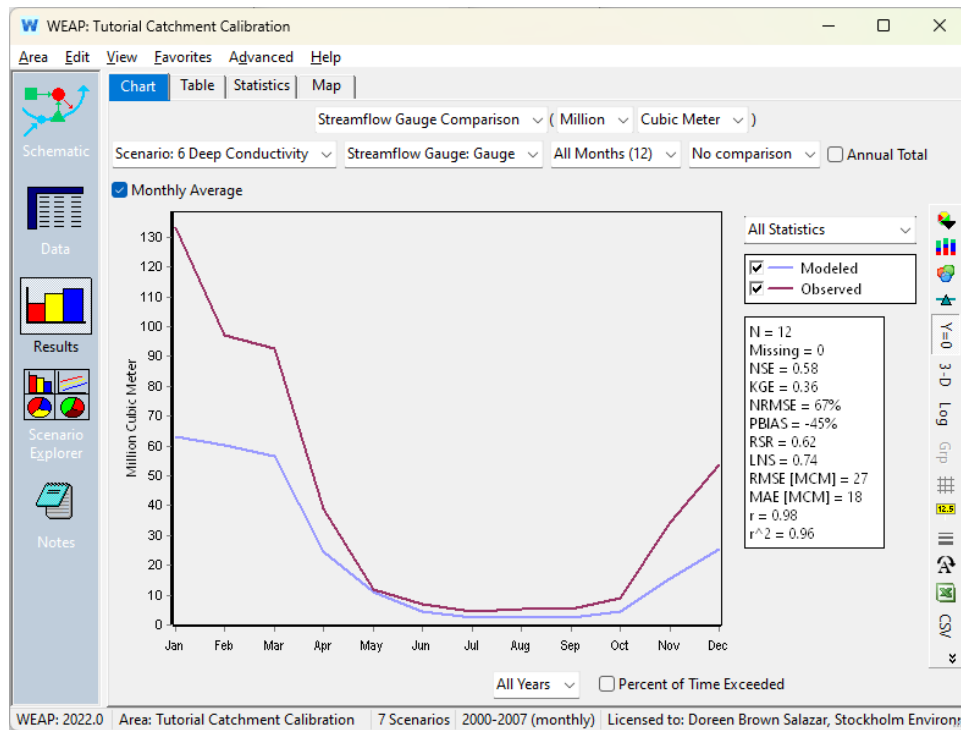 W WEAP: Tutorial Catchment Calibration
Area Edit View Favorites Advanced Help
Chart Table Statistics Map
Streamflow Gauge Comparison ( Million Cubic Meter )
Scenario: 6 Deep Conductivity Streamflow Gauge: Gauge All Months (12) No comparison Annual Total
Monthly Average
Schematic
Data
Results
Scenario
Explorer
Notes
Million Cubic Meter
130
120
110
100
90
80
70
60
50
40
30
20
10
0
Jan Feb Mar Apr May Jun Jul Aug Sep Oct Nov Dec
All Statistics
Modeled
Observed
N = 12
Missing = 0
NSE = 0.58
KGE = 0.36
NRMSE = 67%
PBIAS = -45%
RSR = 0.62
LNS = 0.74
RMSE [MCM] = 27
MAE [MCM] = 18
r = 0.98
r^2 = 0.96
Y=0
3-D
Log
Grp
12.5
A
CSV
All Years Percent of Time Exceeded
WEAP: 2022.0 Area: Tutorial Catchment Calibration 7 Scenarios 2000-2007 (monthly) Licensed to: Doreen Brown Salazar, Stockholm Environ